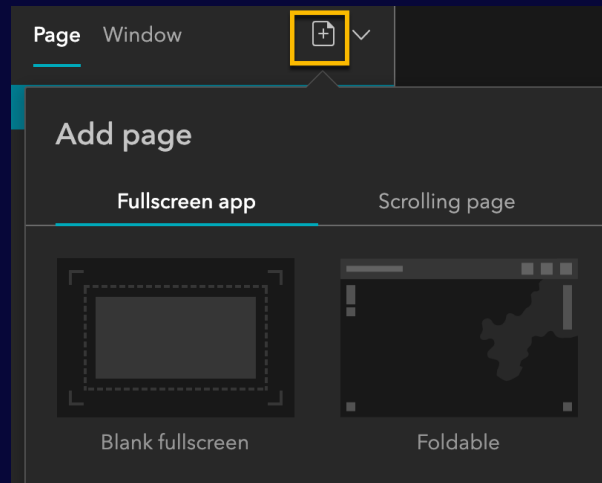 Page Window
Add page
Fullscreen app Scrolling page
Blank fullscreen Foldable